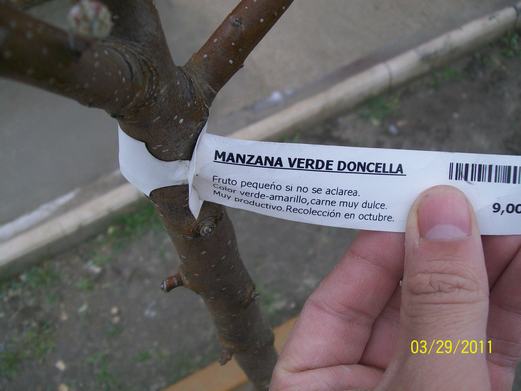 MANZANA VERDE DONCELLA
Fruto pequeño si no se aclarea.
Color verde-amarillo,carne muy dulce.
Muy productivo.Recolección en octubre.
9,00
03/29/2011